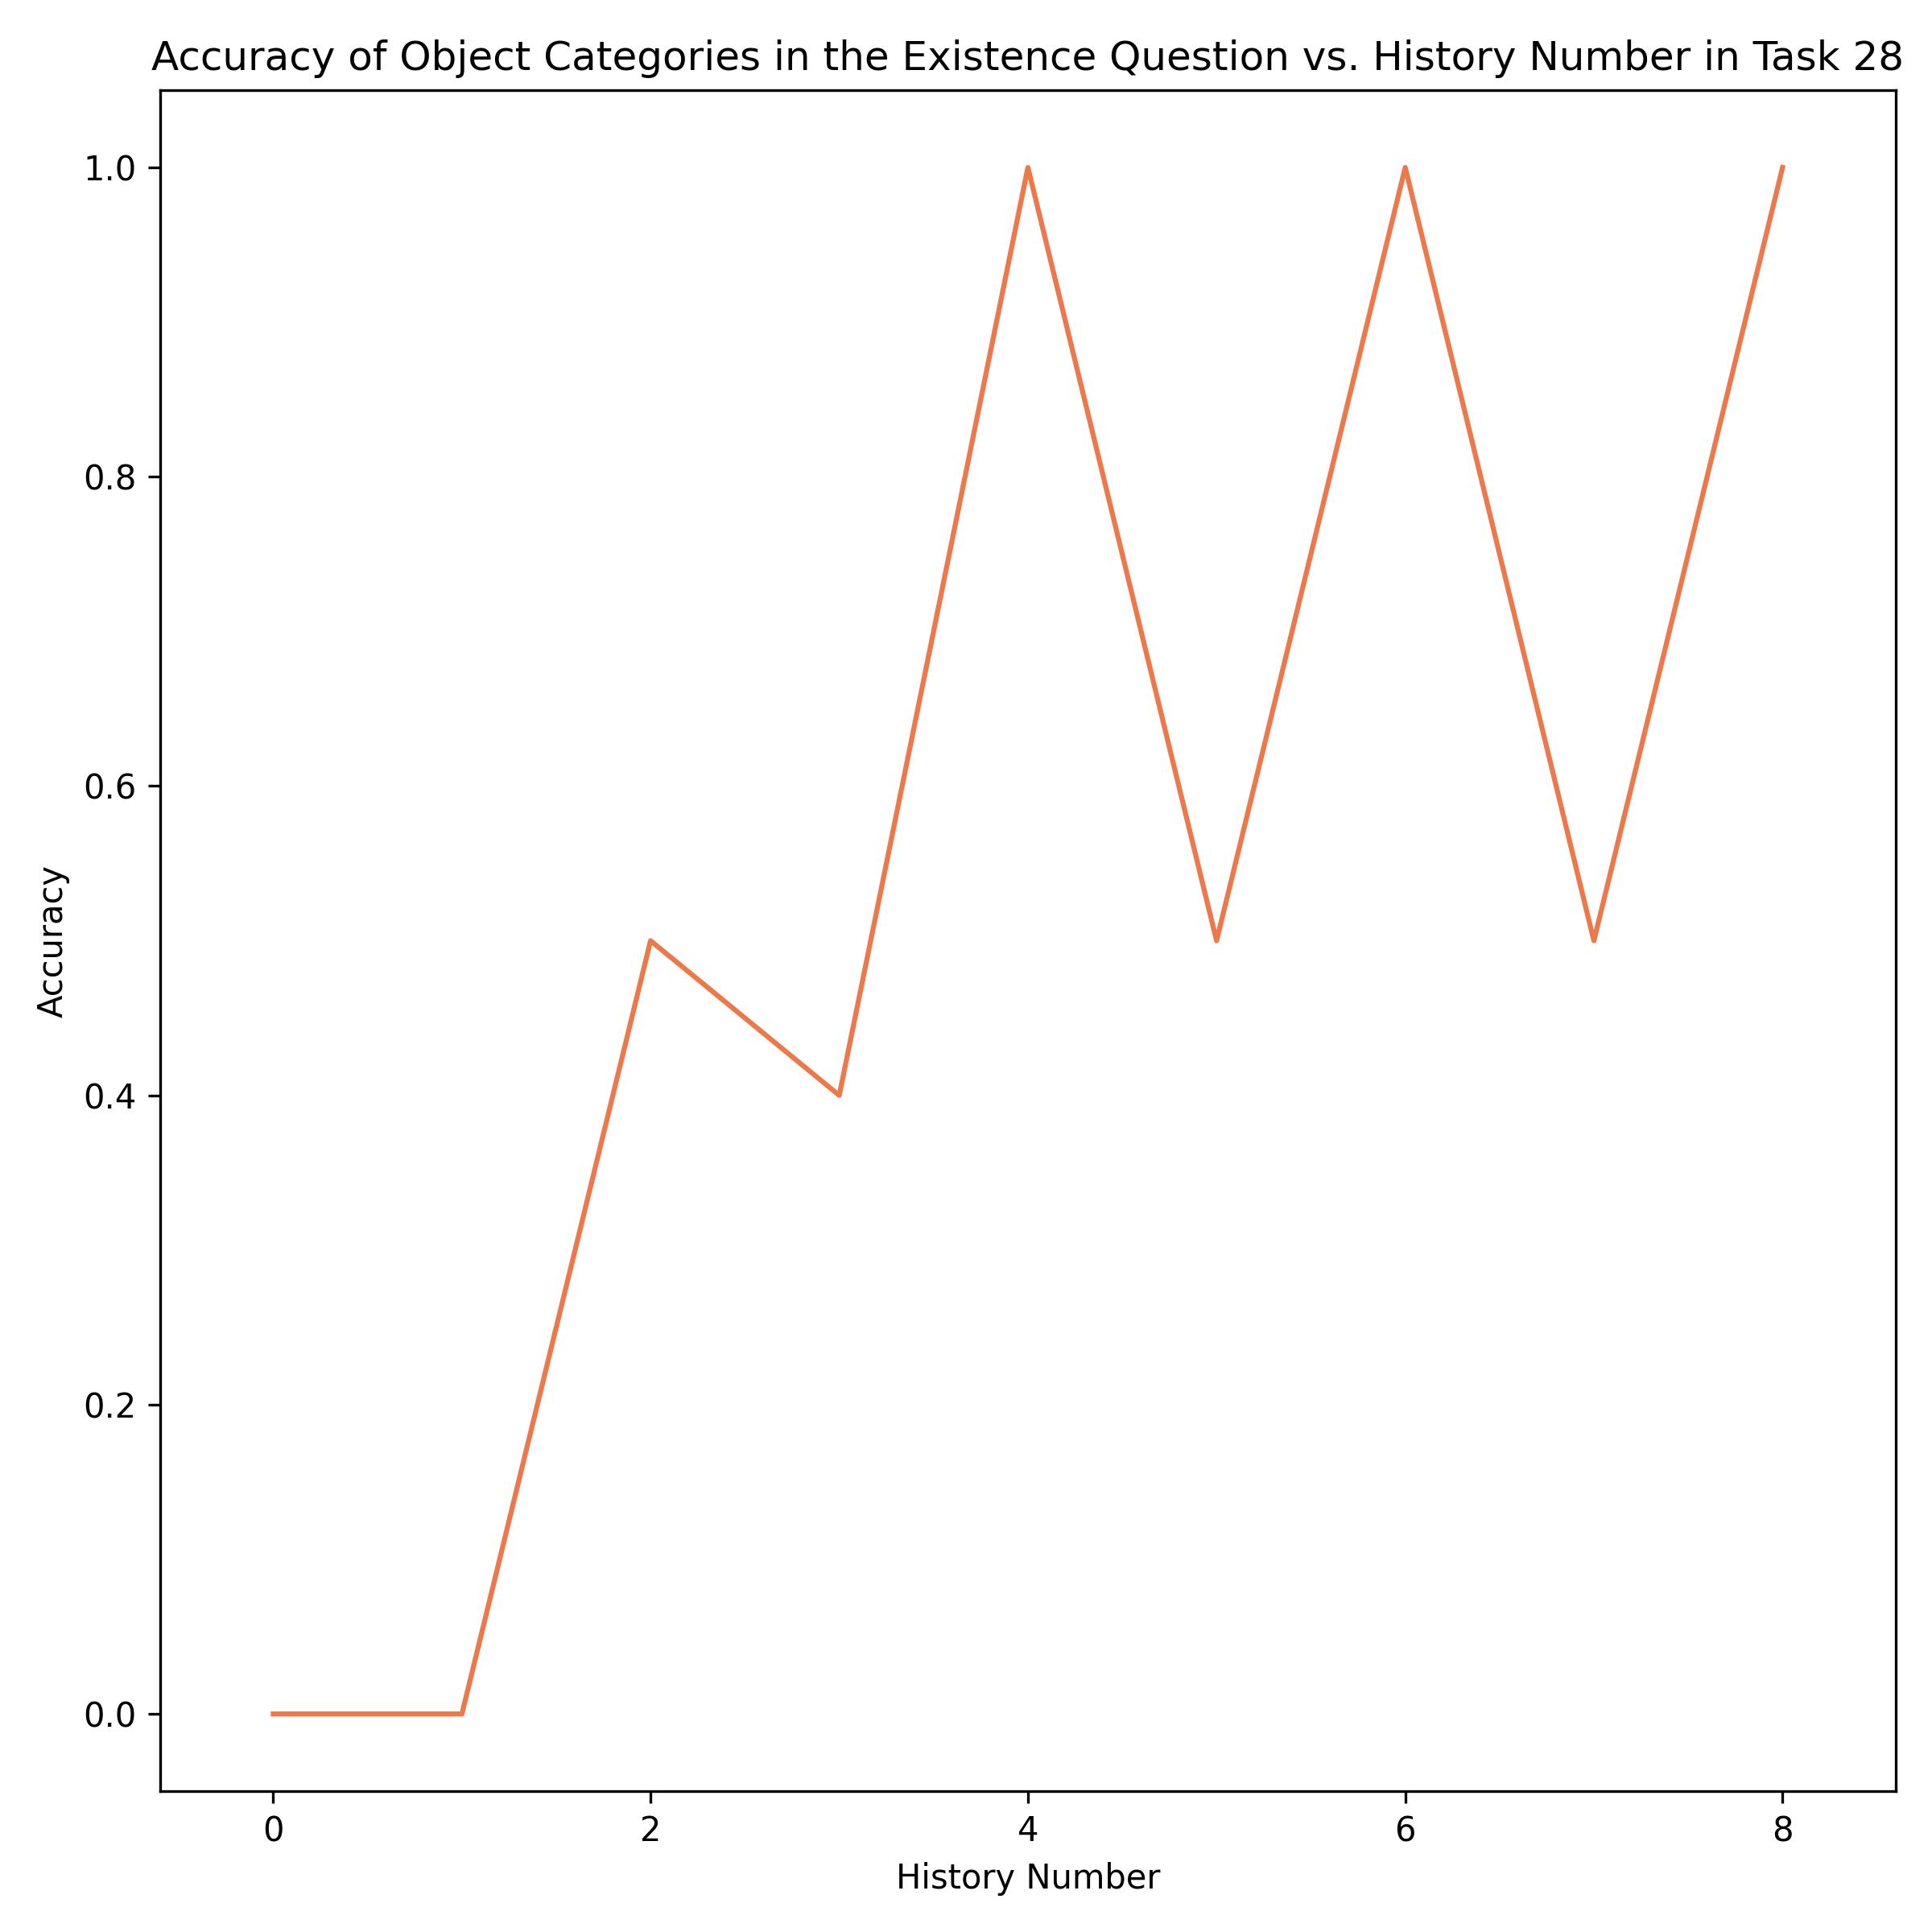 Accuracy of Object Categories in the Existence Question vs. History Number in Task 28
1.0
0.8
0.6
0.4
0.2
0.0
Accuracy
0 2 4 6 8
History Number